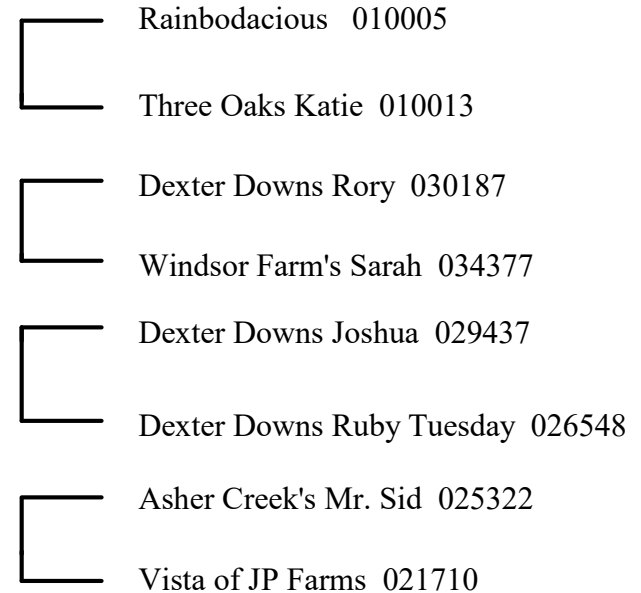 Rainbodacious 010005
Three Oaks Katie 010013
Dexter Downs Rory 030187
Windsor Farm's Sarah 034377
Dexter Downs Joshua 029437
Dexter Downs Ruby Tuesday 026548
Asher Creek's Mr. Sid 025322
Vista of JP Farms 021710